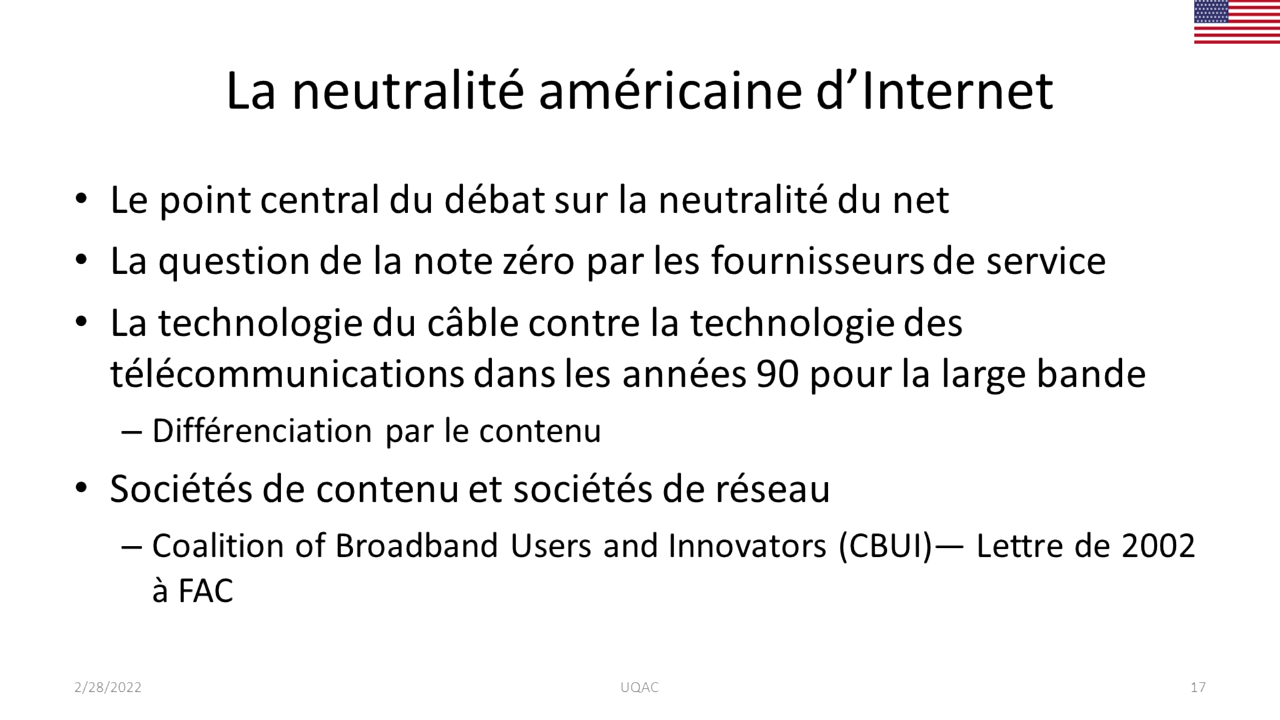 La neutralité américaine d’Internet
• Le point central du débat sur la neutralité du net
• La question de la note zéro par les fournisseurs de service
• La technologie du câble contre la technologie des
télécommunications dans les années 90 pour la large bande
– Différenciation par le contenu
• Sociétés de contenu et sociétés de réseau
– Coalition of Broadband Users and Innovators (CBUI)— Lettre de 2002
à FAC
2/28/2022
UQAC
17